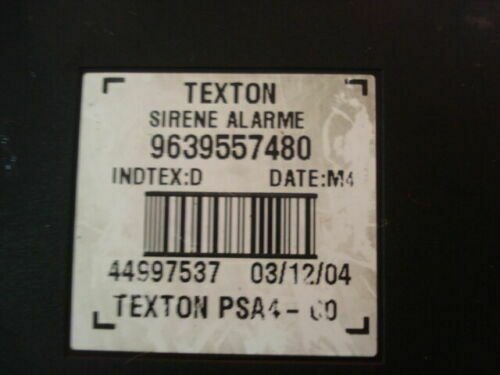 TEXTON
SIRENE ALARME
9639557480
INDTEX:D DATE:M4
44997537 03/12/04
TEXTON PSA4-